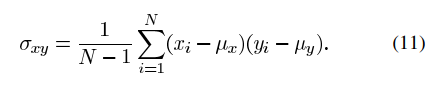 σxy = 1/(N − 1) ∑_{i=1}^{N} (xi − μx)(yi − μy). (11)